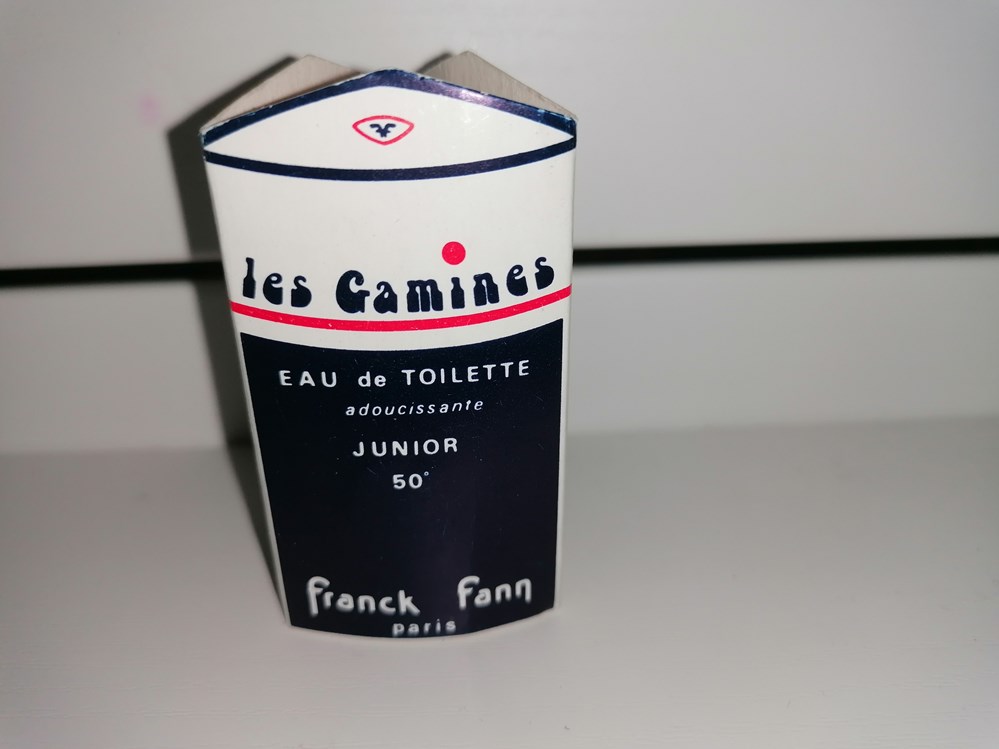 les Gamines
EAU de TOILETTE
adoucissante
JUNIOR
50°
franck fann
paris